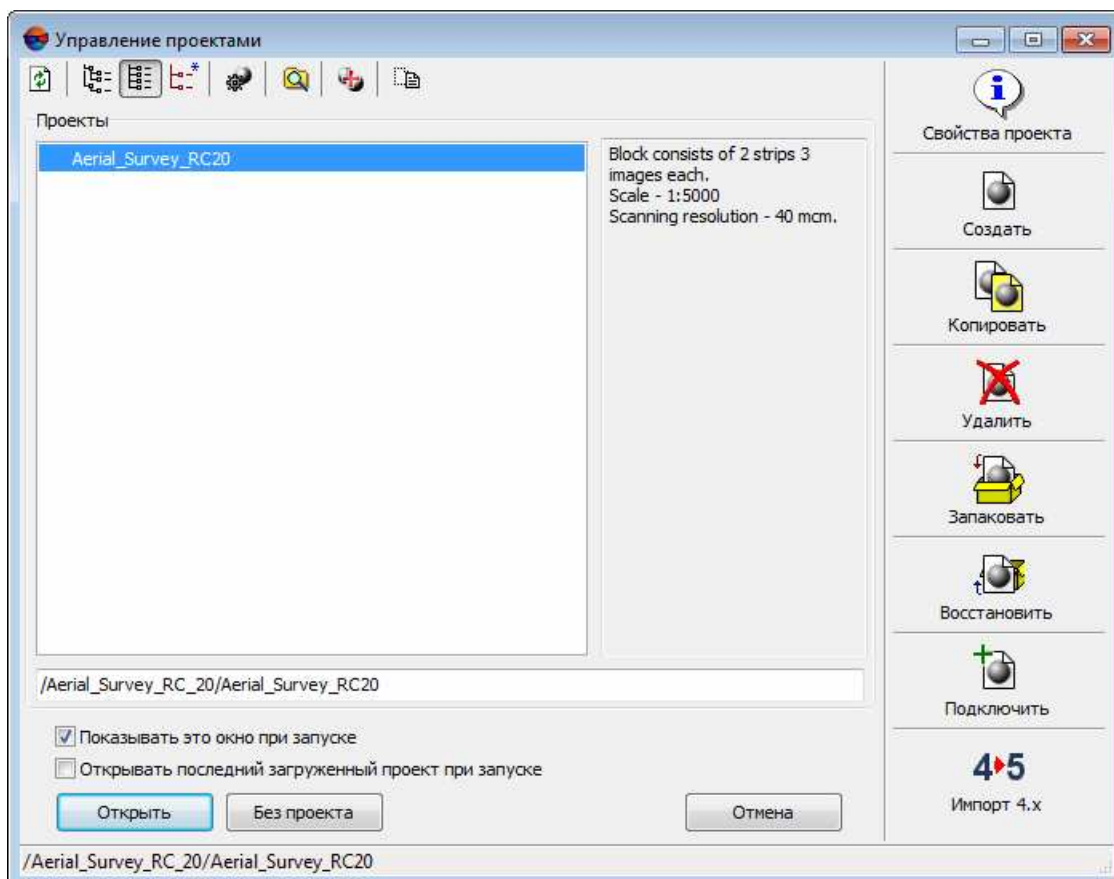 Управление проектами
Проекты
Aerial_Survey_RC20
Block consists of 2 strips 3
images each.
Scale - 1:5000
Scanning resolution - 40 mcm.
/Aerial_Survey_RC_20/Aerial_Survey_RC20
Показывать это окно при запуске
Открывать последний загруженный проект при запуске
Открыть
Без проекта
Отмена
/Aerial_Survey_RC_20/Aerial_Survey_RC20
Свойства проекта
Создать
Копировать
Удалить
Запаковать
Восстановить
Подключить
4 5
Импорт 4.x